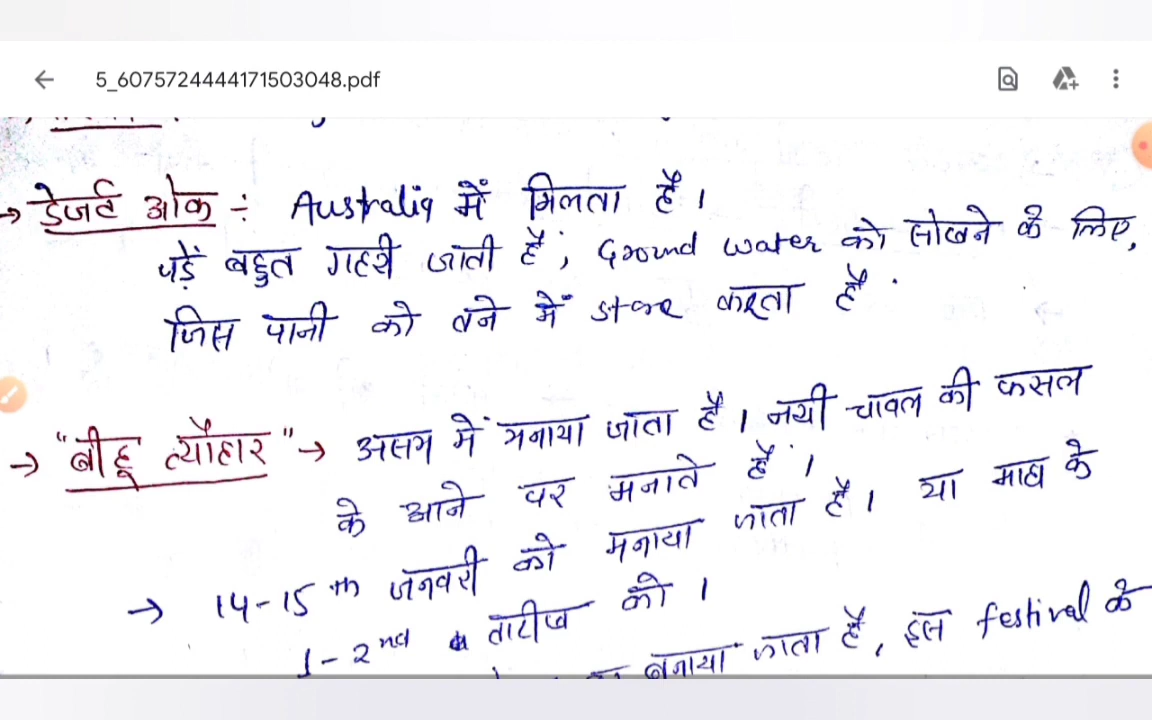 5_6075724444171503048.pdf
→ डेजर्ट ओक ÷ Australia में मिलता है।
जड़ें बहुत गहरी जाती हैं, Ground water को सोखने के लिए,
जिस पानी को तने में store करता है.
→ "बीहू त्यौहार" → असम में मनाया जाता है। नयी चावल की फसल
के आने पर मनाते हैं।
→ 14-15th जनवरी को मनाया जाता है। या माघ के
1-2nd तारीख को।
बनाया जाता है, इस festival के